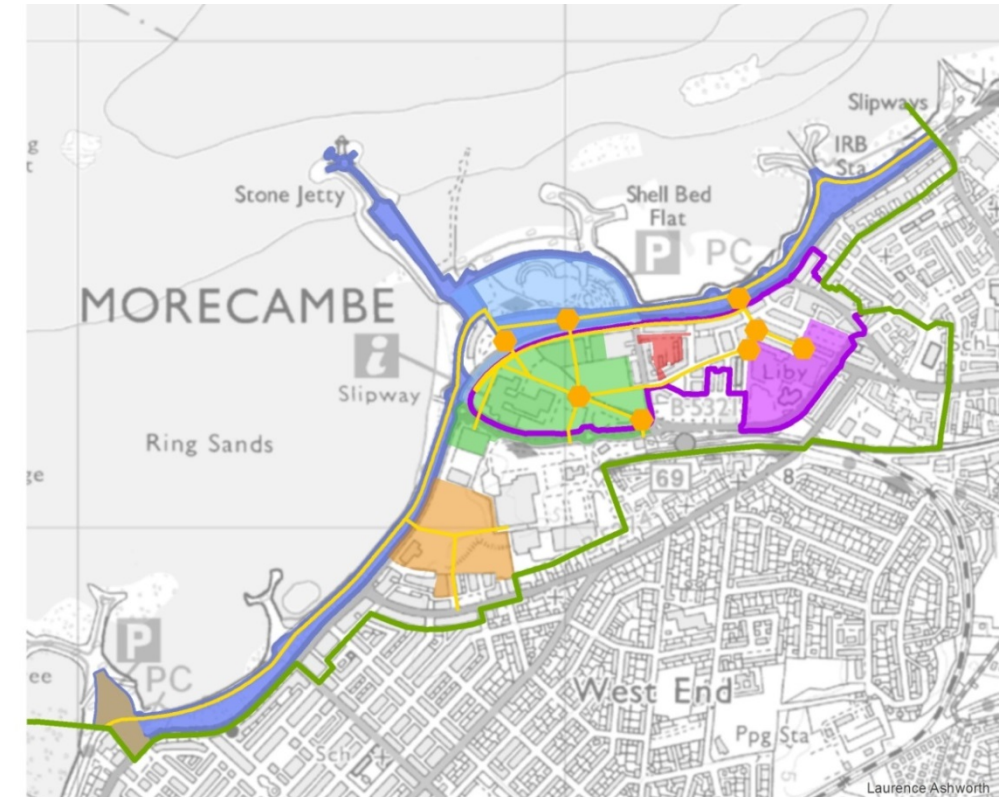 Slipways
IRB
Sta
Stone Jetty
Shell Bed
Flat
P
PC
MORECAMBE
i
Slipway
Liby
Sch
B 5321
Ring Sands
69
8
P
PC
West End
Ppg Sta
Sch
Laurence Ashworth